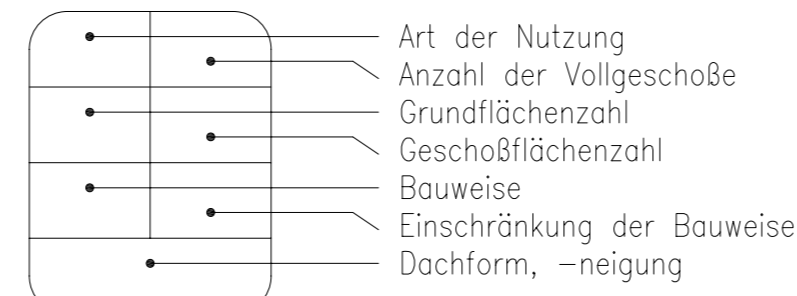 Art der Nutzung
Anzahl der Vollgeschoße
Grundflächenzahl
Geschoßflächenzahl
Bauweise
Einschränkung der Bauweise
Dachform, -neigung